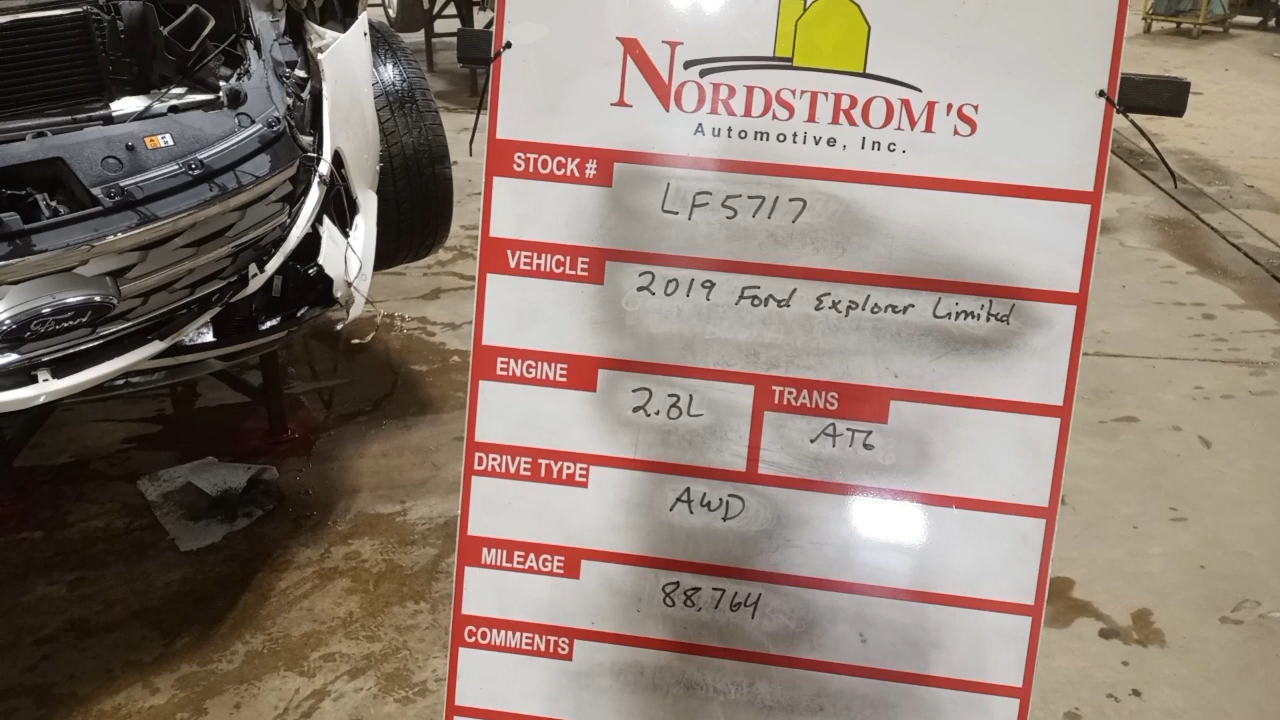 NORDSTROM'S
Automotive, Inc.
STOCK #
LF5717
VEHICLE
2019 Ford Explorer Limited
ENGINE
2.3L
TRANS
AT6
DRIVE TYPE
AWD
MILEAGE
88,764
COMMENTS
Ford